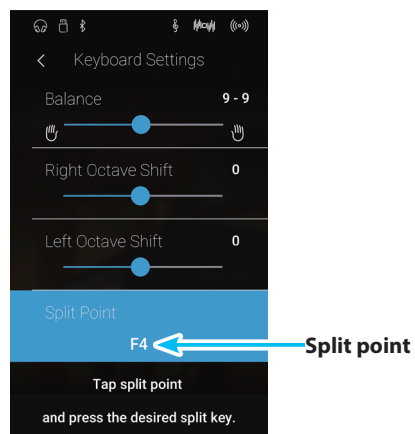 Keyboard Settings
Balance 9 - 9
Right Octave Shift 0
Left Octave Shift 0
Split Point
F4
Split point
Tap split point
and press the desired split key.